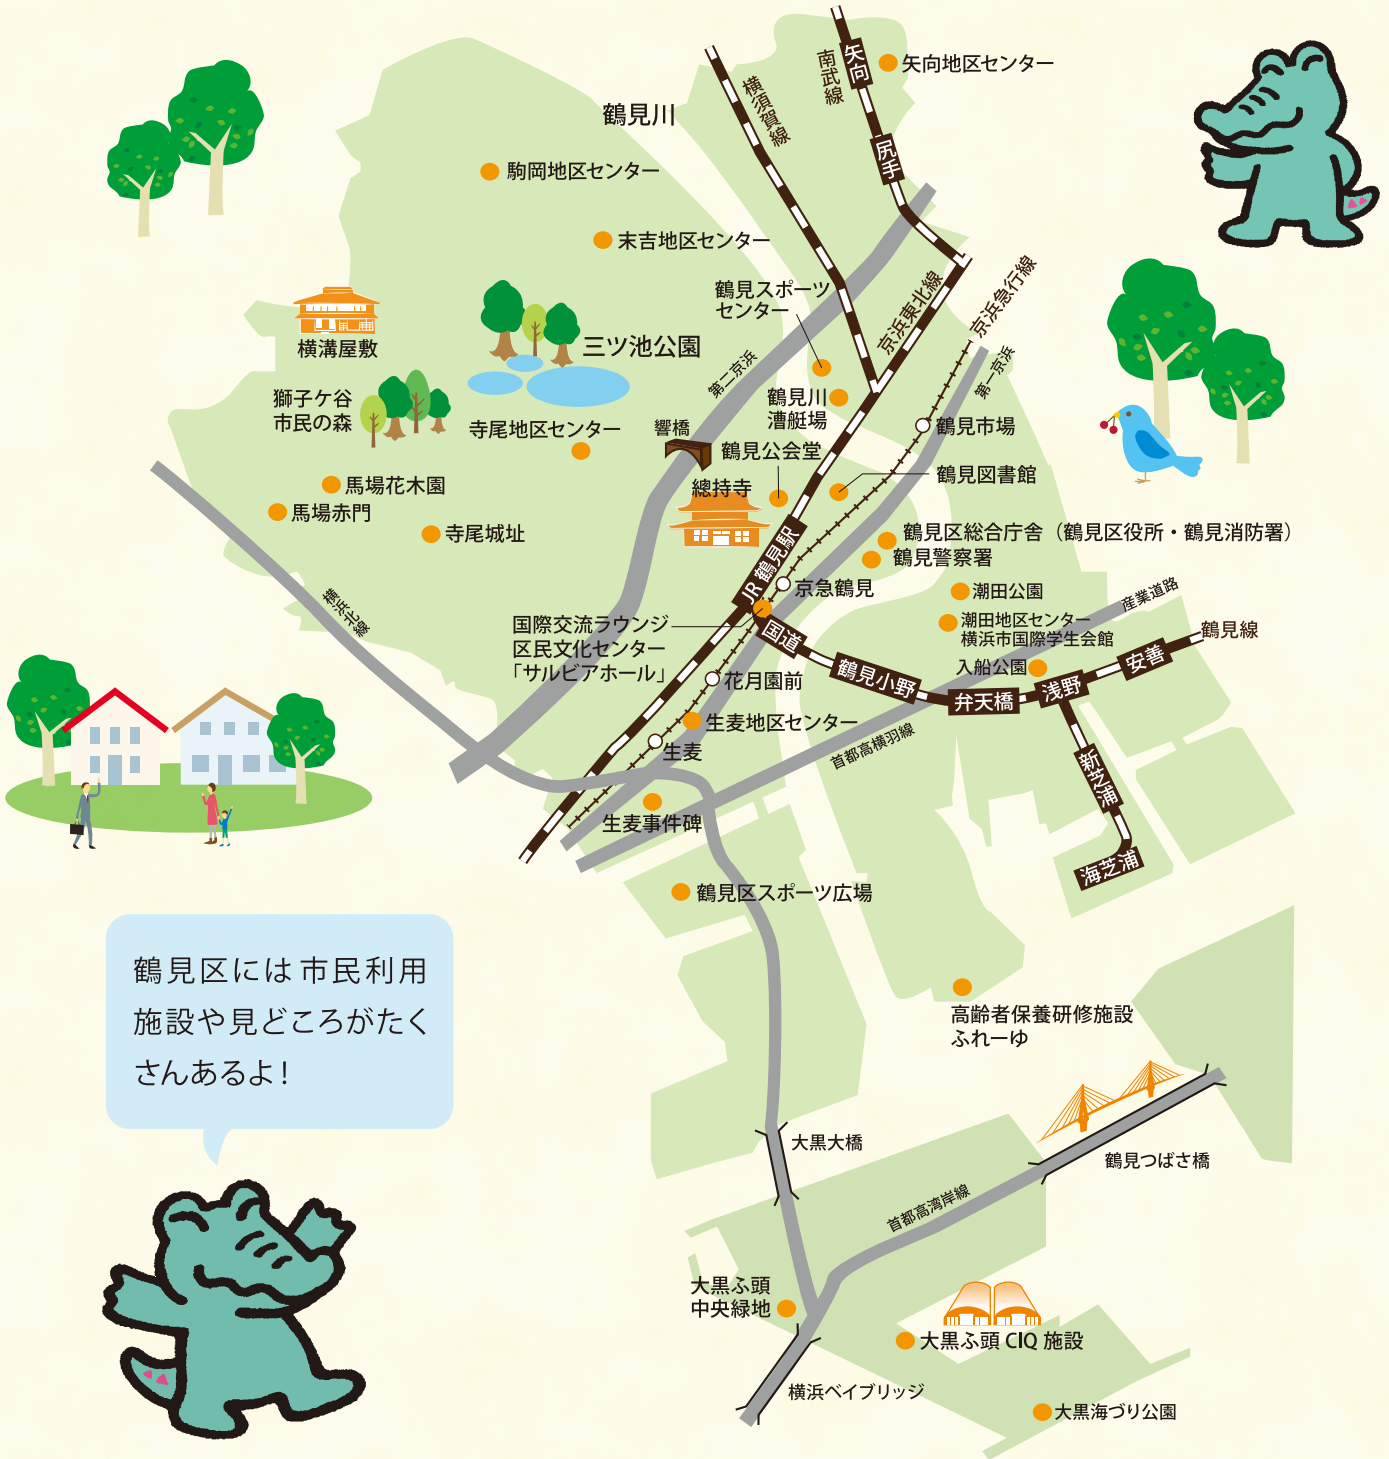 矢向
南武線
矢向地区センター
横須賀線
鶴見川
尻手
駒岡地区センター
末吉地区センター
鶴見スポーツ
センター
京浜東北線
京浜急行線
横溝屋敷
三ツ池公園
第二京浜
第一京浜
獅子ケ谷
市民の森
鶴見川
漕艇場
寺尾地区センター
響橋
鶴見市場
鶴見公会堂
鶴見図書館
馬場花木園
馬場赤門
總持寺
寺尾城址
鶴見区総合庁舎（鶴見区役所・鶴見消防署）
鶴見警察署
JR 鶴見駅
京急鶴見
潮田公園
産業道路
横浜北線
国際交流ラウンジ
区民文化センター
「サルビアホール」
潮田地区センター
横浜市国際学生会館
国道
鶴見線
鶴見小野
入船公園
安善
浅野
弁天橋
花月園前
生麦地区センター
生麦
首都高横羽線
新芝浦
生麦事件碑
海芝浦
鶴見区スポーツ広場
鶴見区には市民利用
施設や見どころがたく
さんあるよ!
高齢者保養研修施設
ふれーゆ
大黒大橋
鶴見つばさ橋
首都高湾岸線
大黒ふ頭
中央緑地
大黒ふ頭 CIQ 施設
横浜ベイブリッジ
大黒海づり公園